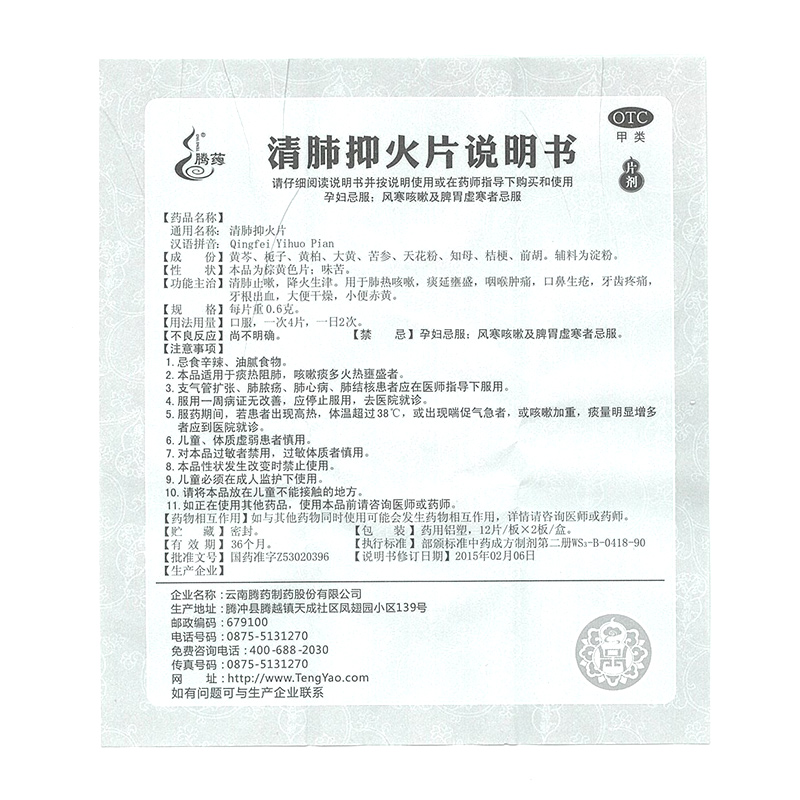 OTC
甲类
腾药
清肺抑火片说明书
片剂
请仔细阅读说明书并按说明使用或在药师指导下购买和使用
孕妇忌服；风寒咳嗽及脾胃虚寒者忌服
【药品名称】
通用名称：清肺抑火片
汉语拼音：Qingfei Yihuo Pian
【成　份】黄芩、栀子、黄柏、大黄、苦参、天花粉、知母、桔梗、前胡。辅料为淀粉。
【性　状】本品为棕黄色片；味苦。
【功能主治】清肺止嗽，降火生津。用于肺热咳嗽，痰延壅盛，咽喉肿痛，口鼻生疮，牙齿疼痛，
牙根出血，大便干燥，小便赤黄。
【规　格】每片重0.6克。
【用法用量】口服，一次4片，一日2次。
【不良反应】尚不明确。　【禁　忌】孕妇忌服；风寒咳嗽及脾胃虚寒者忌服。
【注意事项】
1. 忌食辛辣、油腻食物。
2. 本品适用于痰热阻肺，咳嗽痰多火热壅盛者。
3. 支气管扩张、肺脓疡、肺心病、肺结核患者应在医师指导下服用。
4. 服用一周病证无改善，应停止服用，去医院就诊。
5. 服药期间，若患者出现高热，体温超过38℃，或出现喘促气急者，或咳嗽加重，痰量明显增多
者应到医院就诊。
6. 儿童、体质虚弱患者慎用。
7. 对本品过敏者禁用，过敏体质者慎用。
8. 本品性状发生改变时禁止使用。
9. 儿童必须在成人监护下使用。
10. 请将本品放在儿童不能接触的地方。
11. 如正在使用其他药品，使用本品前请咨询医师或药师。
【药物相互作用】如与其他药物同时使用可能会发生药物相互作用，详情请咨询医师或药师。
【贮　藏】密封。　【包　装】药用铝塑，12片/板×2板/盒。
【有 效 期】36个月。　【执行标准】部颁标准中药成方制剂第二册WS₃-B-0418-90
【批准文号】国药准字Z53020396　【说明书修订日期】2015年02月06日
【生产企业】
企业名称：云南腾药制药股份有限公司
生产地址：腾冲县腾越镇天成社区凤翅园小区139号
邮政编码：679100
电话号码：0875-5131270
免费咨询电话：400-688-2030
传真号码：0875-5131270
网　址：http://www.TengYao.com
如有问题可与生产企业联系